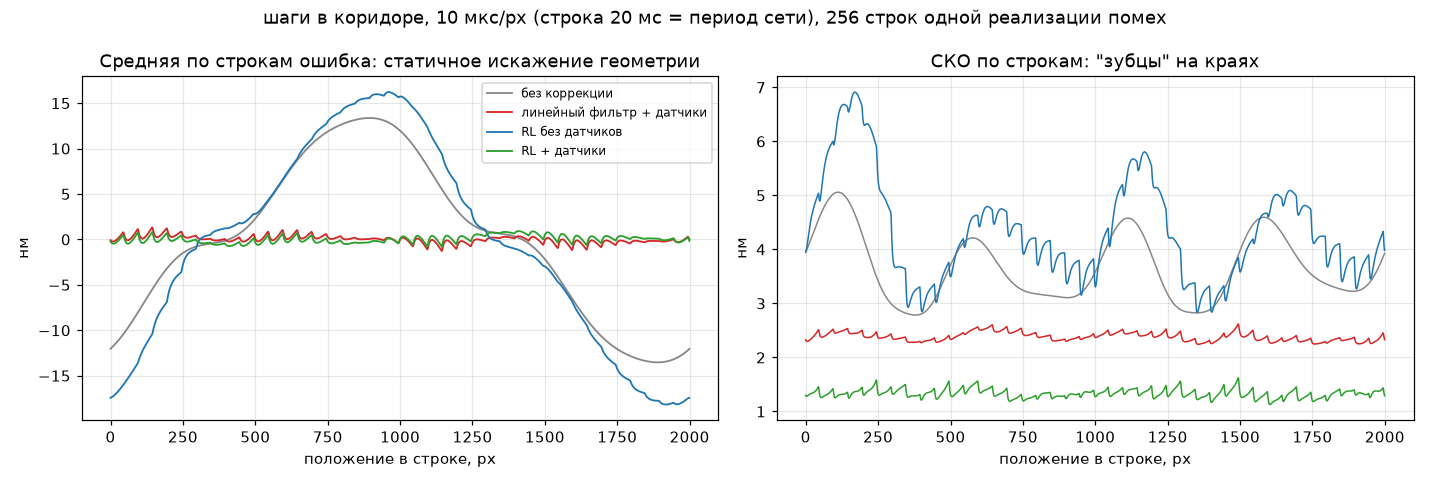 шаги в коридоре, 10 мкс/px (строка 20 мс = период сети), 256 строк одной реализации помех
Средняя по строкам ошибка: статичное искажение геометрии
нм
15
10
5
0
−5
−10
−15
без коррекции
линейный фильтр + датчики
RL без датчиков
RL + датчики
0
250
500
750
1000
1250
1500
1750
2000
положение в строке, px
СКО по строкам: "зубцы" на краях
нм
7
6
5
4
3
2
1
0
250
500
750
1000
1250
1500
1750
2000
положение в строке, px